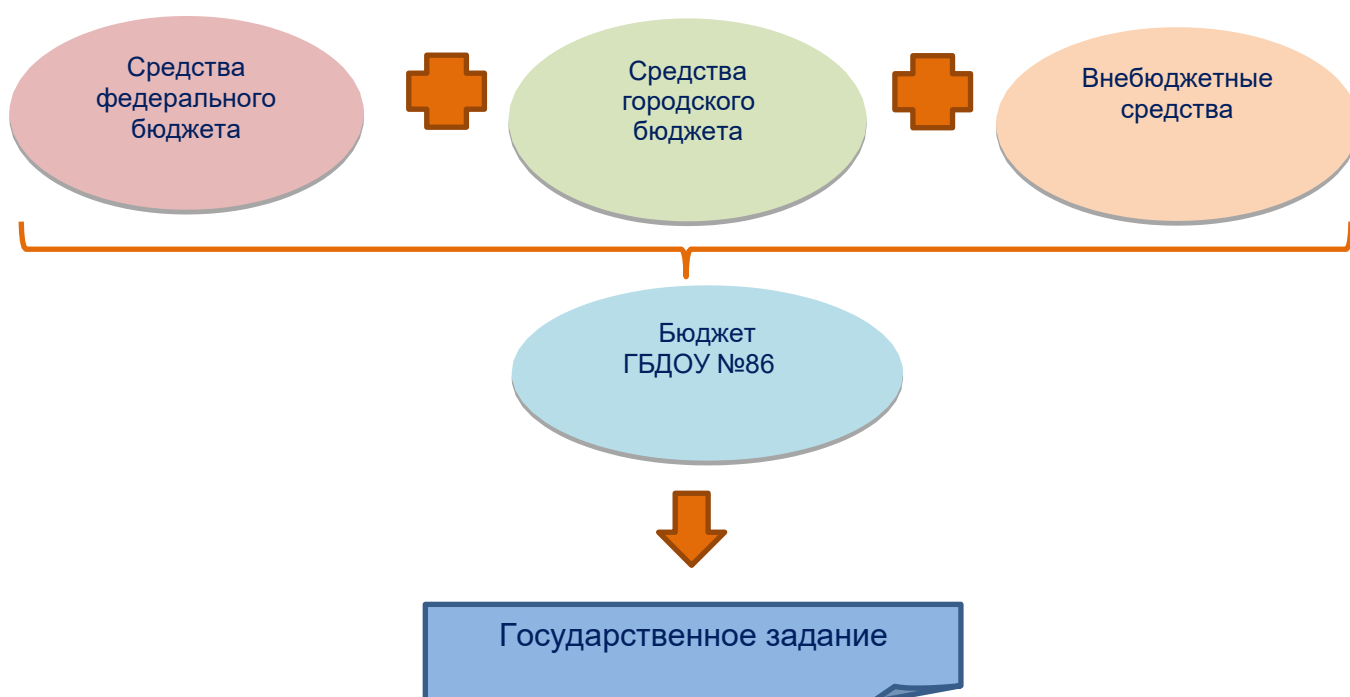 Средства
федерального
бюджета
Средства
городского
бюджета
Внебюджетные
средства
Бюджет
ГБДОУ №86
Государственное задание